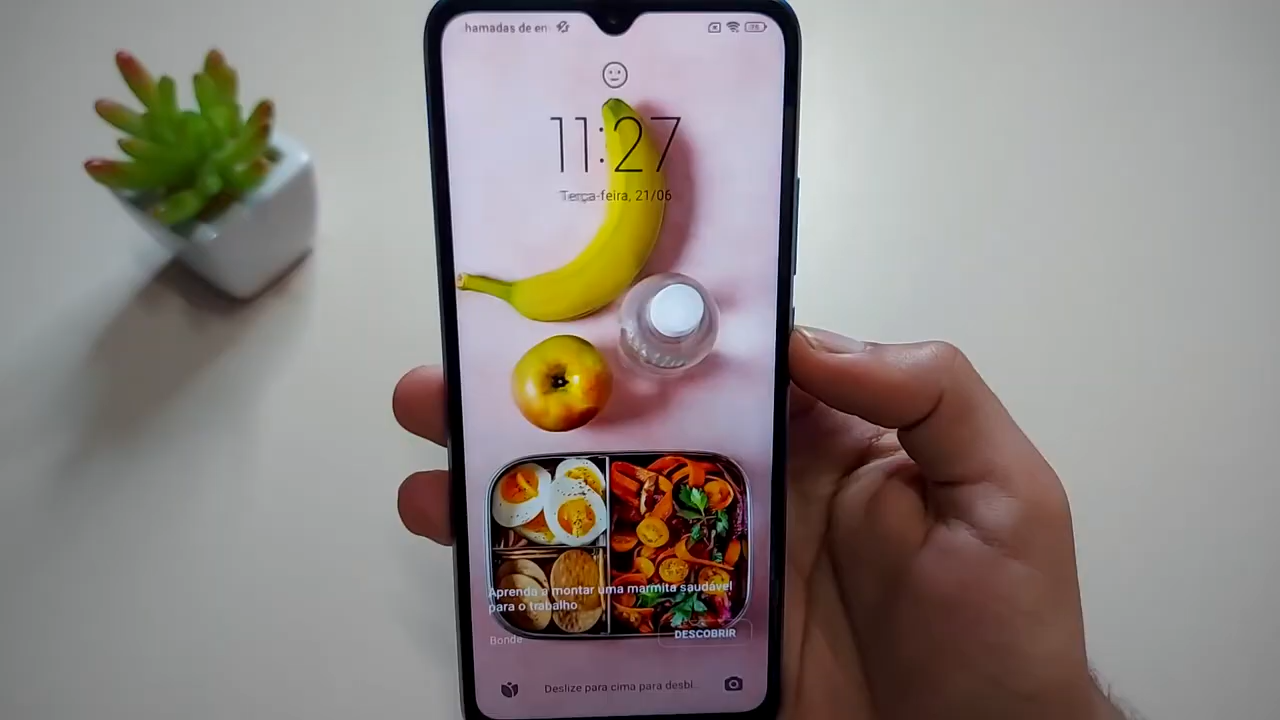 hamadas de en
11:27
Terça-feira, 21/06
Aprenda a montar uma marmita saudável
para o trabalho
Bonde
DESCOBRIR
Deslize para cima para desbl...